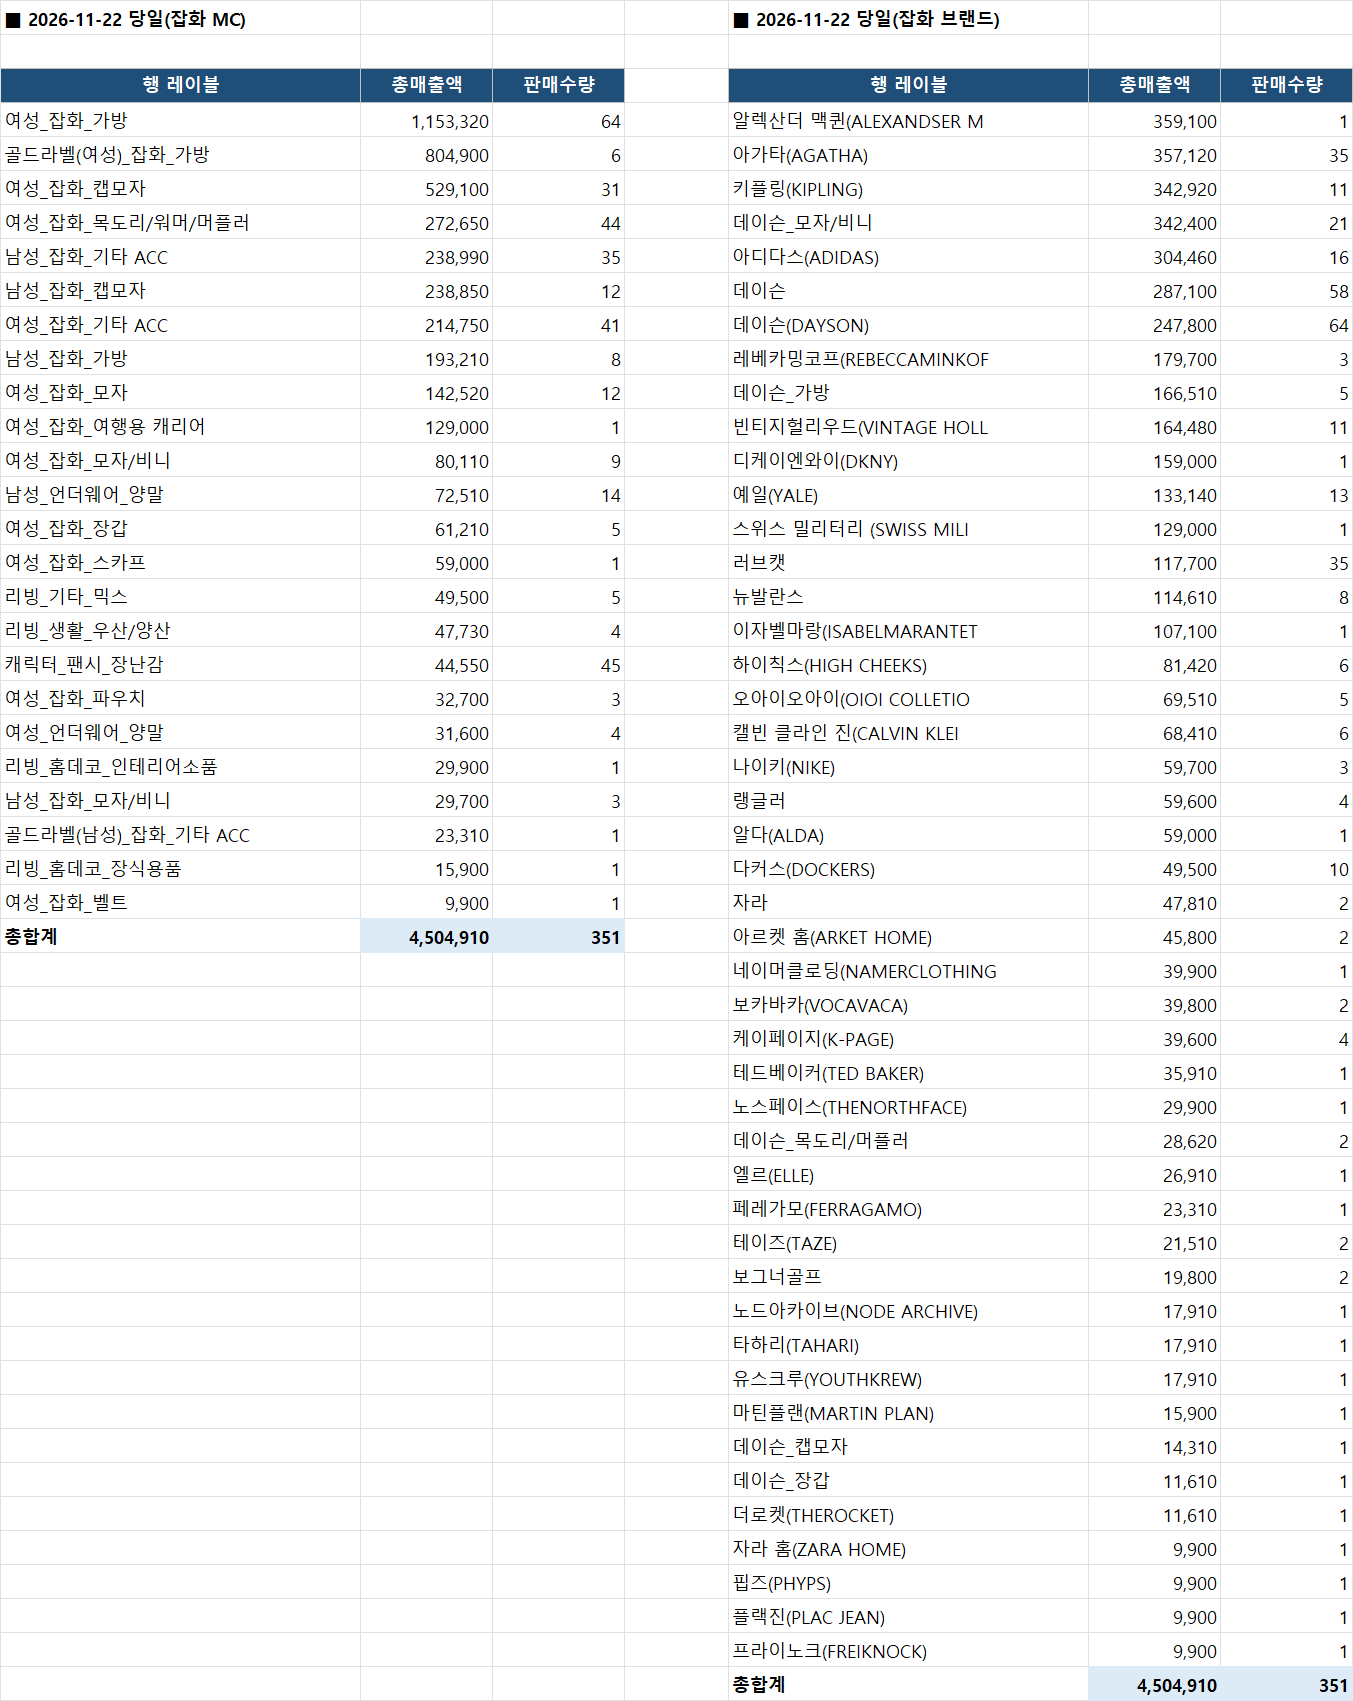 ■ 2026-11-22 당일(잡화 MC)
행 레이블 총매출액 판매수량
여성_잡화_가방 1,153,320 64
골드라벨(여성)_잡화_가방 804,900 6
여성_잡화_캡모자 529,100 31
여성_잡화_목도리/워머/머플러 272,650 44
남성_잡화_기타 ACC 238,990 35
남성_잡화_캡모자 238,850 12
여성_잡화_기타 ACC 214,750 41
남성_잡화_가방 193,210 8
여성_잡화_모자 142,520 12
여성_잡화_여행용 캐리어 129,000 1
여성_잡화_모자/비니 80,110 9
남성_언더웨어_양말 72,510 14
여성_잡화_장갑 61,210 5
여성_잡화_스카프 59,000 1
리빙_기타_믹스 49,500 5
리빙_생활_우산/양산 47,730 4
캐릭터_팬시_장난감 44,550 45
여성_잡화_파우치 32,700 3
여성_언더웨어_양말 31,600 4
리빙_홈데코_인테리어소품 29,900 1
남성_잡화_모자/비니 29,700 3
골드라벨(남성)_잡화_기타 ACC 23,310 1
리빙_홈데코_장식용품 15,900 1
여성_잡화_벨트 9,900 1
총합계 4,504,910 351
■ 2026-11-22 당일(잡화 브랜드)
행 레이블 총매출액 판매수량
알렉산더 맥퀸(ALEXANDSER M 359,100 1
아가타(AGATHA) 357,120 35
키플링(KIPLING) 342,920 11
데이슨_모자/비니 342,400 21
아디다스(ADIDAS) 304,460 16
데이슨 287,100 58
데이슨(DAYSON) 247,800 64
레베카밍코프(REBECCAMINKOF 179,700 3
데이슨_가방 166,510 5
빈티지헐리우드(VINTAGE HOLL 164,480 11
디케이엔와이(DKNY) 159,000 1
예일(YALE) 133,140 13
스위스 밀리터리 (SWISS MILI 129,000 1
러브캣 117,700 35
뉴발란스 114,610 8
이자벨마랑(ISABELMARANTET 107,100 1
하이칙스(HIGH CHEEKS) 81,420 6
오아이오아이(OIOI COLLETIO 69,510 5
캘빈 클라인 진(CALVIN KLEI 68,410 6
나이키(NIKE) 59,700 3
랭글러 59,600 4
알다(ALDA) 59,000 1
다커스(DOCKERS) 49,500 10
자라 47,810 2
아르켓 홈(ARKET HOME) 45,800 2
네이머클로딩(NAMERCLOTHING 39,900 1
보카바카(VOCAVACA) 39,800 2
케이페이지(K-PAGE) 39,600 4
테드베이커(TED BAKER) 35,910 1
노스페이스(THENORTHFACE) 29,900 1
데이슨_목도리/머플러 28,620 2
엘르(ELLE) 26,910 1
페레가모(FERRAGAMO) 23,310 1
테이즈(TAZE) 21,510 2
보그너골프 19,800 2
노드아카이브(NODE ARCHIVE) 17,910 1
타하리(TAHARI) 17,910 1
유스크루(YOUTHKREW) 17,910 1
마틴플랜(MARTIN PLAN) 15,900 1
데이슨_캡모자 14,310 1
데이슨_장갑 11,610 1
더로켓(THEROCKET) 11,610 1
자라 홈(ZARA HOME) 9,900 1
핍즈(PHYPS) 9,900 1
플랙진(PLAC JEAN) 9,900 1
프라이노크(FREIKNOCK) 9,900 1
총합계 4,504,910 351